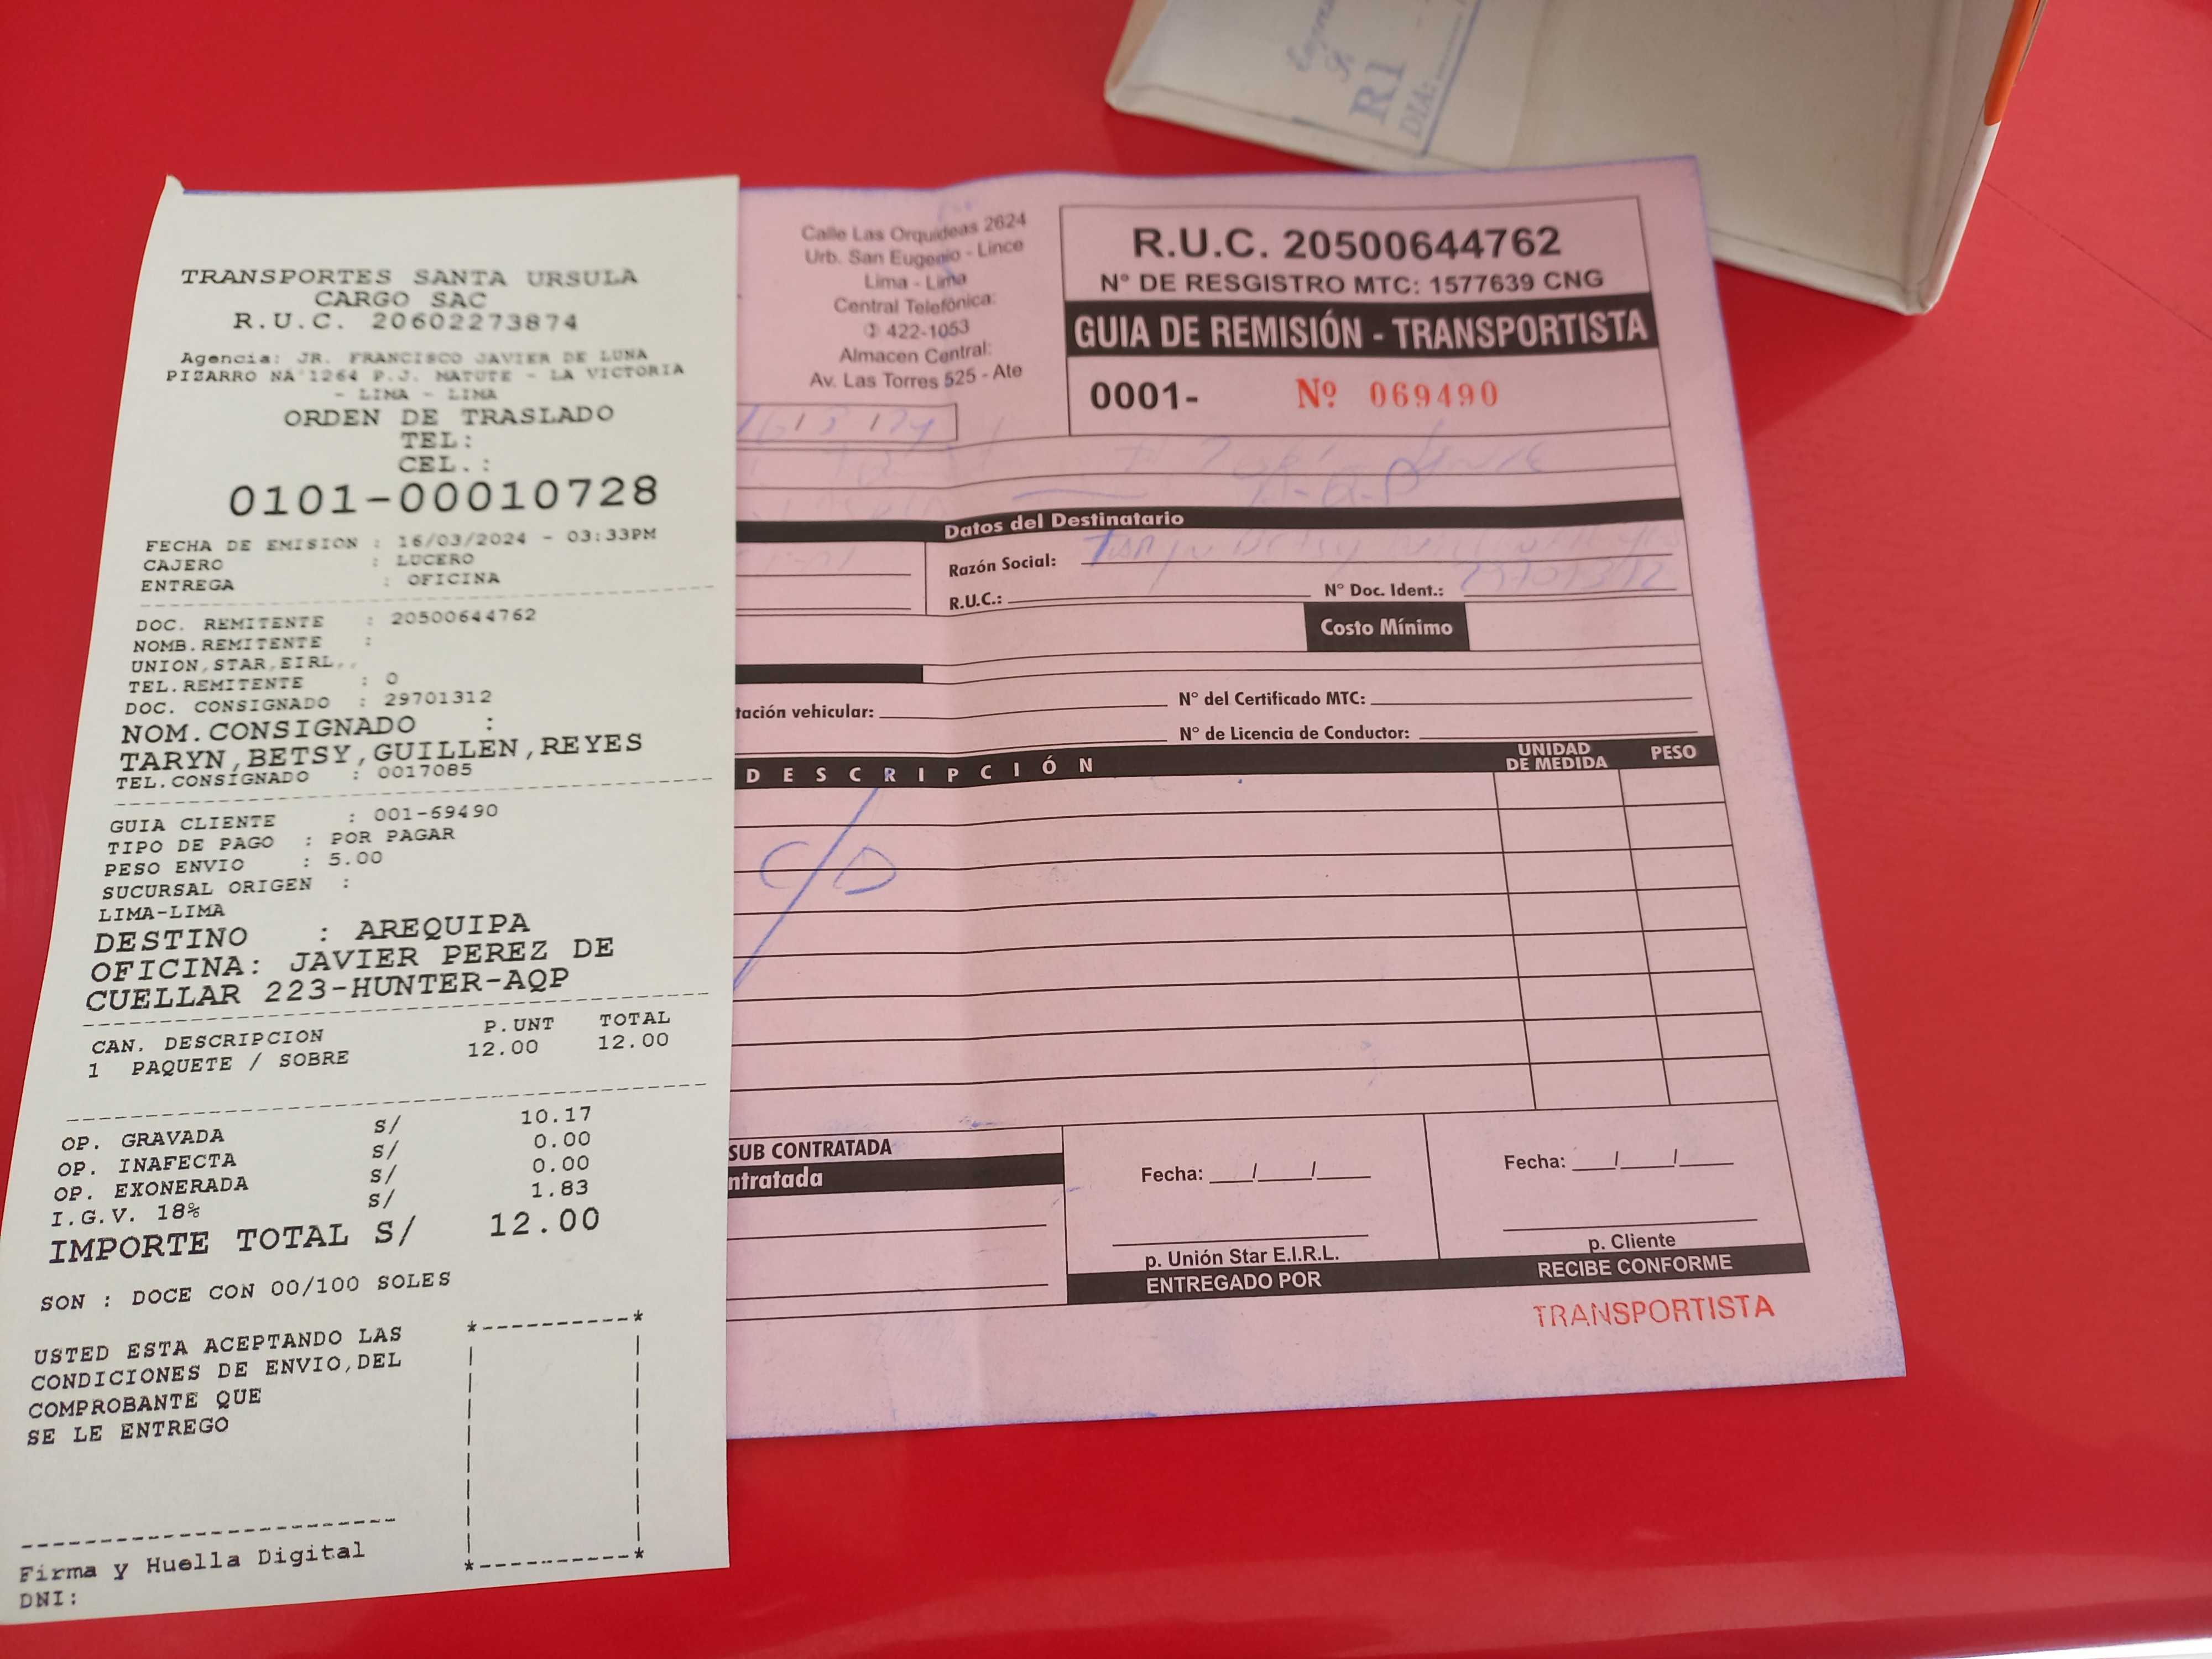 TRANSPORTES SANTA URSULA
CARGO SAC
R.U.C. 20602273874
Agencia: JR. FRANCISCO JAVIER DE LUNA
PIZARRO NA°1264 P.J. MATUTE - LA VICTORIA
- LIMA - LIMA
ORDEN DE TRASLADO
TEL:
CEL.:
0101-00010728
FECHA DE EMISION : 16/03/2024 - 03:33PM
CAJERO : LUCERO
ENTREGA : OFICINA
DOC. REMITENTE : 20500644762
NOMB.REMITENTE :
UNION,STAR,EIRL,,
TEL.REMITENTE : 0
DOC. CONSIGNADO : 29701312
NOM.CONSIGNADO :
TARYN,BETSY,GUILLEN,REYES
TEL.CONSIGNADO : 0017085
GUIA CLIENTE : 001-69490
TIPO DE PAGO : POR PAGAR
PESO ENVIO : 5.00
SUCURSAL ORIGEN :
LIMA-LIMA
DESTINO : AREQUIPA
OFICINA: JAVIER PEREZ DE
CUELLAR 223-HUNTER-AQP
CAN. DESCRIPCION P.UNT TOTAL
1 PAQUETE / SOBRE 12.00 12.00
OP. GRAVADA S/ 10.17
OP. INAFECTA S/ 0.00
OP. EXONERADA S/ 0.00
I.G.V. 18% S/ 1.83
IMPORTE TOTAL S/ 12.00
SON : DOCE CON 00/100 SOLES
USTED ESTA ACEPTANDO LAS
CONDICIONES DE ENVIO,DEL
COMPROBANTE QUE
SE LE ENTREGO
Firma y Huella Digital
DNI:
Calle Las Orquideas 2624
Urb. San Eugenio - Lince
Lima - Lima
Central Telefónica:
422-1053
Almacen Central:
Av. Las Torres 525 - Ate
R.U.C. 20500644762
N° DE RESGISTRO MTC: 1577639 CNG
GUIA DE REMISIÓN - TRANSPORTISTA
0001- Nº 069490
Datos del Destinatario
Razón Social:
R.U.C.: N° Doc. Ident.: 29701312
Costo Mínimo
tación vehicular: N° del Certificado MTC:
N° de Licencia de Conductor:
DESCRIPCIÓN UNIDAD DE MEDIDA PESO
C/D
SUB CONTRATADA
ntratada
Fecha: / /
p. Unión Star E.I.R.L.
ENTREGADO POR
Fecha: / /
p. Cliente
RECIBE CONFORME
TRANSPORTISTA
R1
DIA: